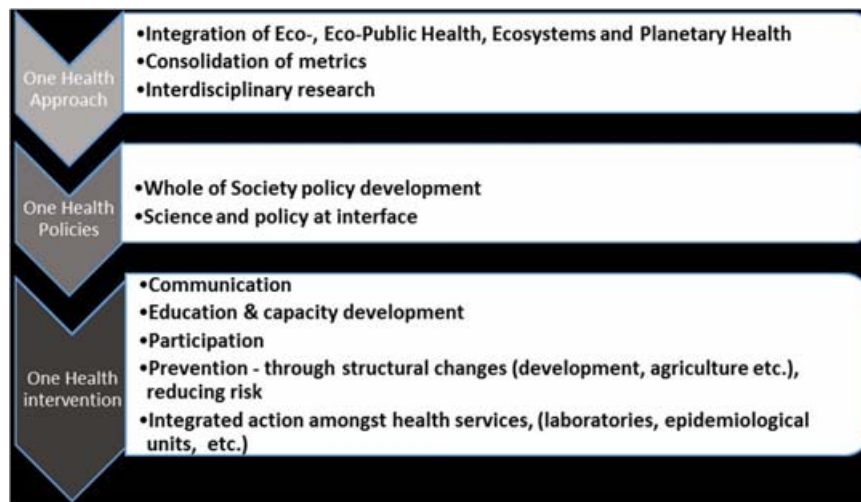 One Health
Approach
•Integration of Eco-, Eco-Public Health, Ecosystems and Planetary Health
•Consolidation of metrics
•Interdisciplinary research
One Health
Policies
•Whole of Society policy development
•Science and policy at interface
One Health
intervention
•Communication
•Education & capacity development
•Participation
•Prevention - through structural changes (development, agriculture etc.),
reducing risk
•Integrated action amongst health services, (laboratories, epidemiological
units, etc.)